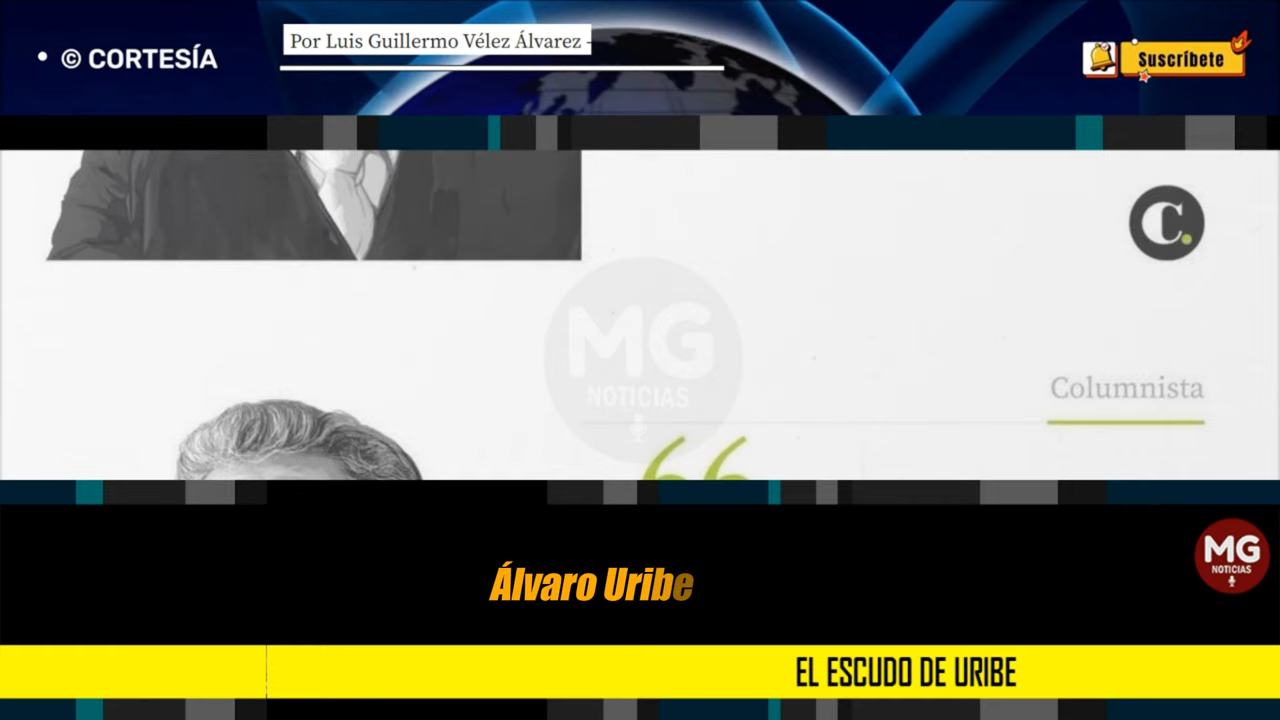 • © CORTESÍA
Por Luis Guillermo Vélez Álvarez -
Suscríbete
C.
MG
NOTICIAS
Columnista
“
MG
NOTICIAS
Álvaro Uribe
EL ESCUDO DE URIBE